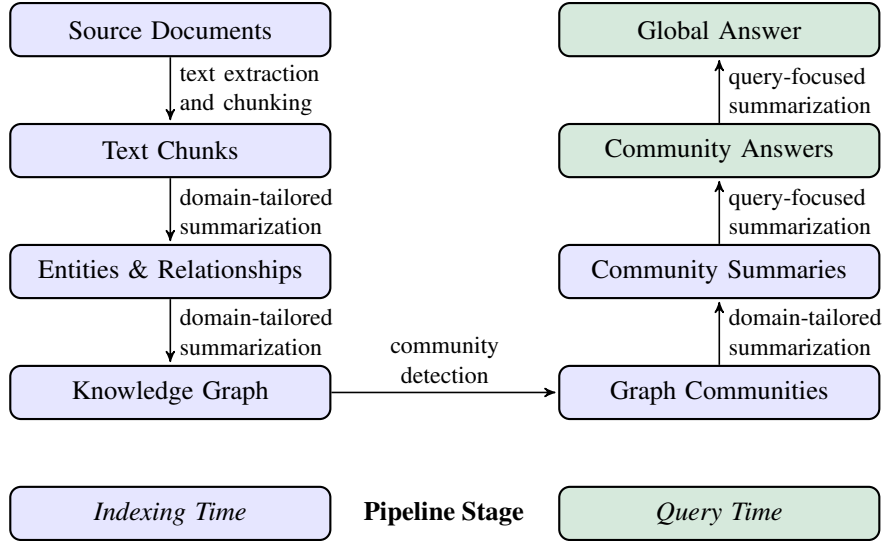 Source Documents
text extraction
and chunking
Text Chunks
domain-tailored
summarization
Entities & Relationships
domain-tailored
summarization
Knowledge Graph
community
detection
Graph Communities
domain-tailored
summarization
Community Summaries
query-focused
summarization
Community Answers
query-focused
summarization
Global Answer
Indexing Time
Pipeline Stage
Query Time